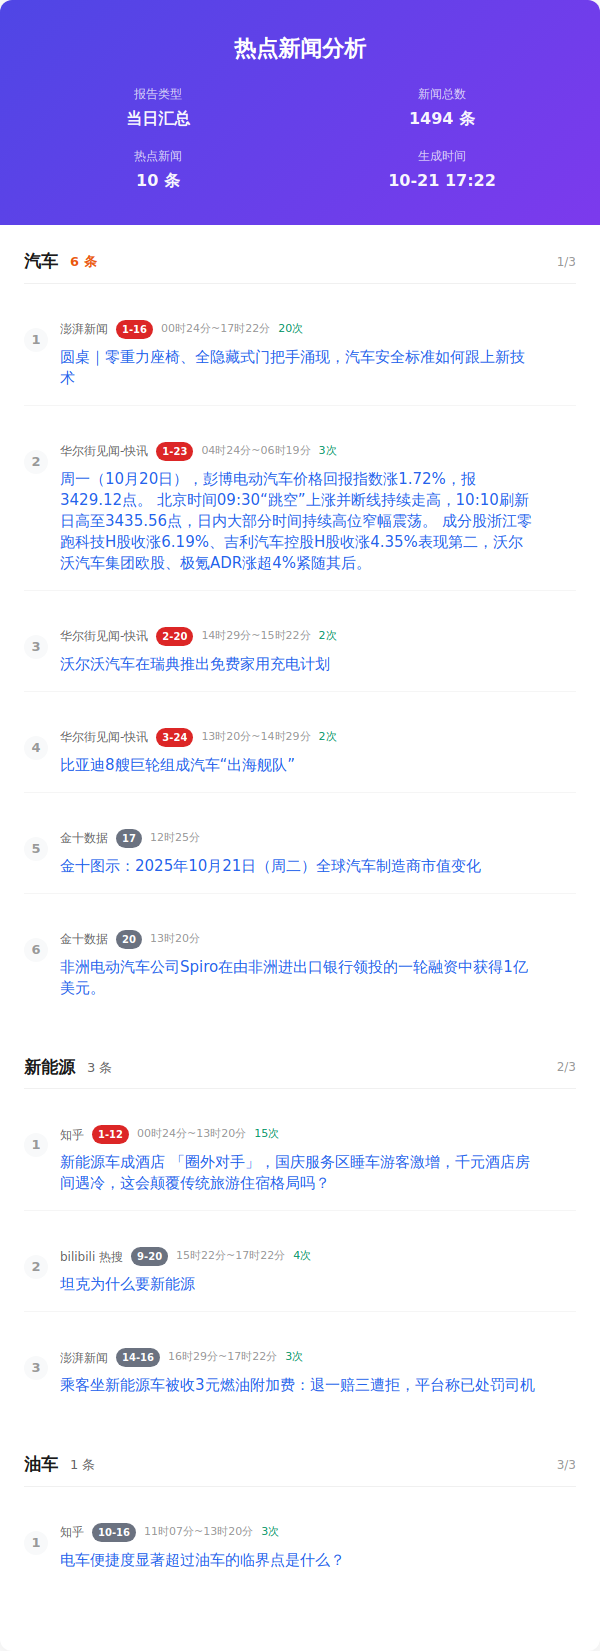 热点新闻分析
报告类型
当日汇总
新闻总数
1494 条
热点新闻
10 条
生成时间
10-21 17:22
汽车 6 条 1/3
1
澎湃新闻 1-16 00时24分~17时22分 20次
圆桌｜零重力座椅、全隐藏式门把手涌现，汽车安全标准如何跟上新技
术
2
华尔街见闻-快讯 1-23 04时24分~06时19分 3次
周一（10月20日），彭博电动汽车价格回报指数涨1.72%，报
3429.12点。 北京时间09:30“跳空”上涨并断线持续走高，10:10刷新
日高至3435.56点，日内大部分时间持续高位窄幅震荡。 成分股浙江零
跑科技H股收涨6.19%、吉利汽车控股H股收涨4.35%表现第二，沃尔
沃汽车集团欧股、极氪ADR涨超4%紧随其后。
3
华尔街见闻-快讯 2-20 14时29分~15时22分 2次
沃尔沃汽车在瑞典推出免费家用充电计划
4
华尔街见闻-快讯 3-24 13时20分~14时29分 2次
比亚迪8艘巨轮组成汽车“出海舰队”
5
金十数据 17 12时25分
金十图示：2025年10月21日（周二）全球汽车制造商市值变化
6
金十数据 20 13时20分
非洲电动汽车公司Spiro在由非洲进出口银行领投的一轮融资中获得1亿
美元。
新能源 3 条 2/3
1
知乎 1-12 00时24分~13时20分 15次
新能源车成酒店 「圈外对手」，国庆服务区睡车游客激增，千元酒店房
间遇冷，这会颠覆传统旅游住宿格局吗？
2
bilibili 热搜 9-20 15时22分~17时22分 4次
坦克为什么要新能源
3
澎湃新闻 14-16 16时29分~17时22分 3次
乘客坐新能源车被收3元燃油附加费：退一赔三遭拒，平台称已处罚司机
油车 1 条 3/3
1
知乎 10-16 11时07分~13时20分 3次
电车便捷度显著超过油车的临界点是什么？